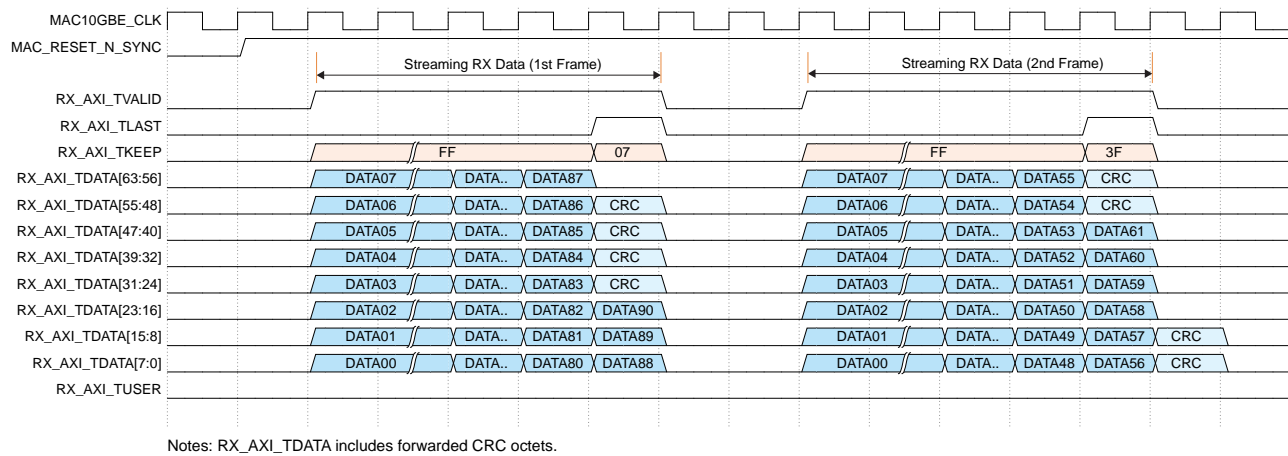 MAC10GBE_CLK
MAC_RESET_N_SYNC
Streaming RX Data (1st Frame) Streaming RX Data (2nd Frame)
RX_AXI_TVALID
RX_AXI_TLAST
RX_AXI_TKEEP FF 07 FF 3F
RX_AXI_TDATA[63:56] DATA07 DATA.. DATA87 DATA07 DATA.. DATA55 CRC
RX_AXI_TDATA[55:48] DATA06 DATA.. DATA86 CRC DATA06 DATA.. DATA54 CRC
RX_AXI_TDATA[47:40] DATA05 DATA.. DATA85 CRC DATA05 DATA.. DATA53 DATA61
RX_AXI_TDATA[39:32] DATA04 DATA.. DATA84 CRC DATA04 DATA.. DATA52 DATA60
RX_AXI_TDATA[31:24] DATA03 DATA.. DATA83 CRC DATA03 DATA.. DATA51 DATA59
RX_AXI_TDATA[23:16] DATA02 DATA.. DATA82 DATA90 DATA02 DATA.. DATA50 DATA58
RX_AXI_TDATA[15:8] DATA01 DATA.. DATA81 DATA89 DATA01 DATA.. DATA49 DATA57 CRC
RX_AXI_TDATA[7:0] DATA00 DATA.. DATA80 DATA88 DATA00 DATA.. DATA48 DATA56 CRC
RX_AXI_TUSER
Notes: RX_AXI_TDATA includes forwarded CRC octets.